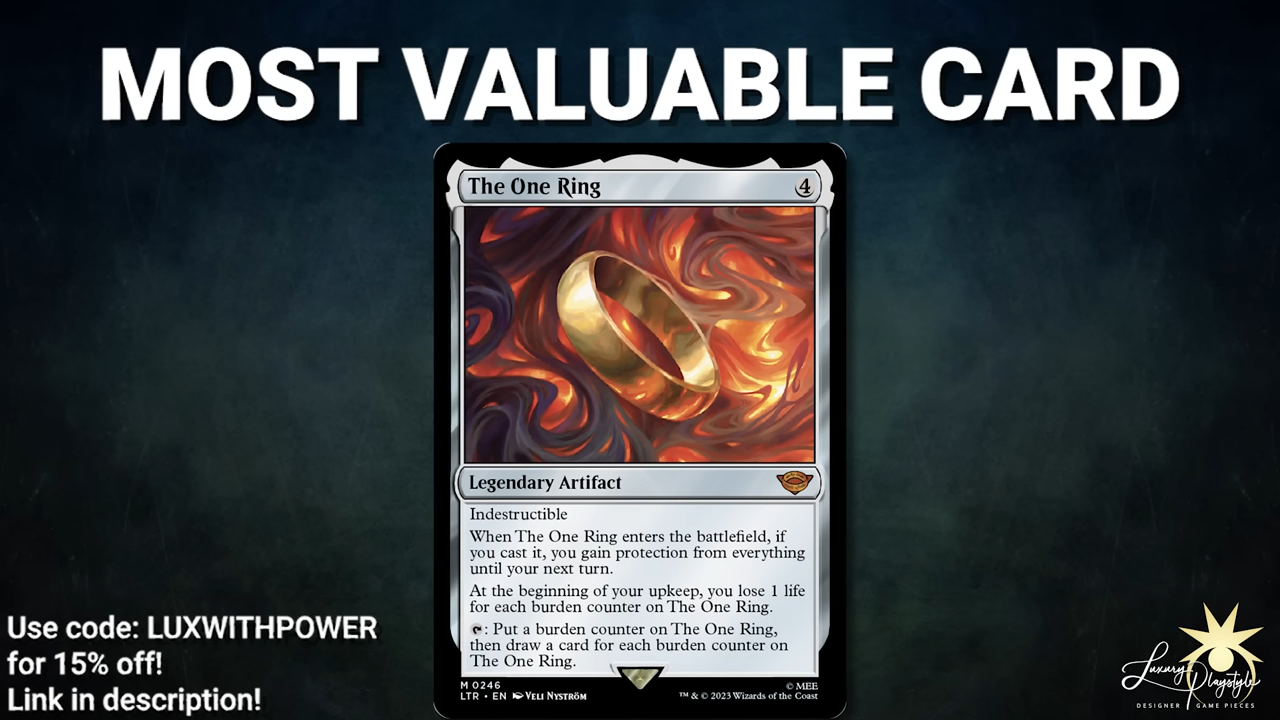 MOST VALUABLE CARD
The One Ring
4
Legendary Artifact
Indestructible
When The One Ring enters the battlefield, if
you cast it, you gain protection from everything
until your next turn.
At the beginning of your upkeep, you lose 1 life
for each burden counter on The One Ring.
: Put a burden counter on The One Ring,
then draw a card for each burden counter on
The One Ring.
M 0246
LTR • EN Veli Nyström
© MEE
™ & © 2023 Wizards of the Coast
Use code: LUXWITHPOWER
for 15% off!
Link in description!
Luxury
Playstyle
DESIGNER GAME PIECES